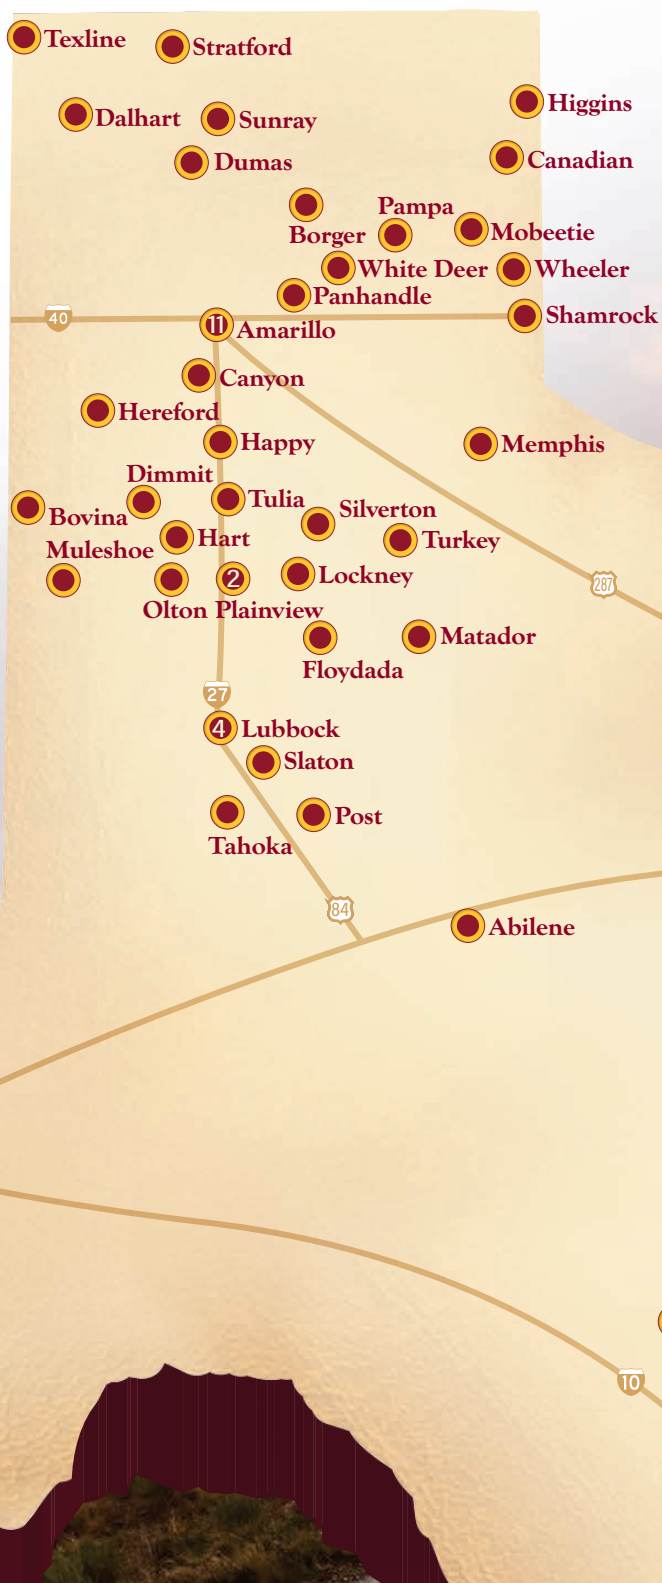 Texline
Stratford
Dalhart
Sunray
Higgins
Dumas
Canadian
Pampa
Borger
Mobeetie
White Deer
Wheeler
Panhandle
40
11
Amarillo
Shamrock
Canyon
Hereford
Happy
Memphis
Dimmit
Tulia
Silverton
Bovina
Hart
Turkey
Muleshoe
2
Lockney
287
Olton Plainview
Matador
Floydada
27
4
Lubbock
Slaton
Post
Tahoka
84
Abilene
10